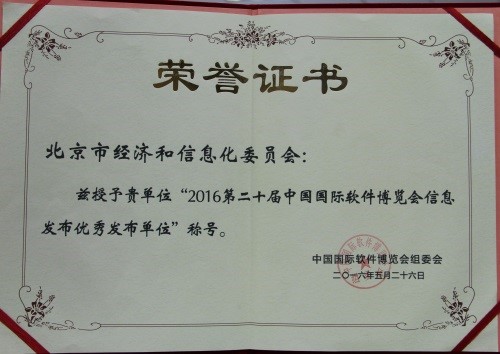 荣誉证书
北京市经济和信息化委员会：
兹授予贵单位“2016第二十届中国国际软件博览会信息
发布优秀发布单位”称号。
中国国际软件博览会组委会
二〇一六年五月二十六日